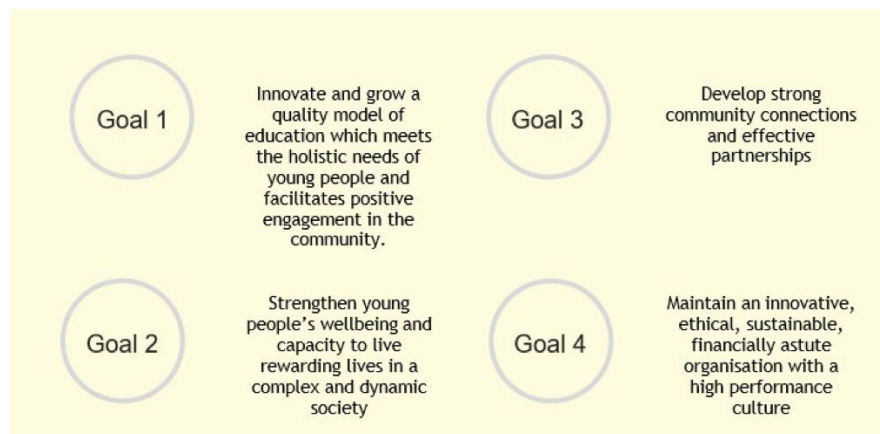 Goal 1
Innovate and grow a
quality model of
education which meets
the holistic needs of
young people and
facilitates positive
engagement in the
community.
Goal 2
Strengthen young
people’s wellbeing and
capacity to live
rewarding lives in a
complex and dynamic
society
Goal 3
Develop strong
community connections
and effective
partnerships
Goal 4
Maintain an innovative,
ethical, sustainable,
financially astute
organisation with a
high performance
culture